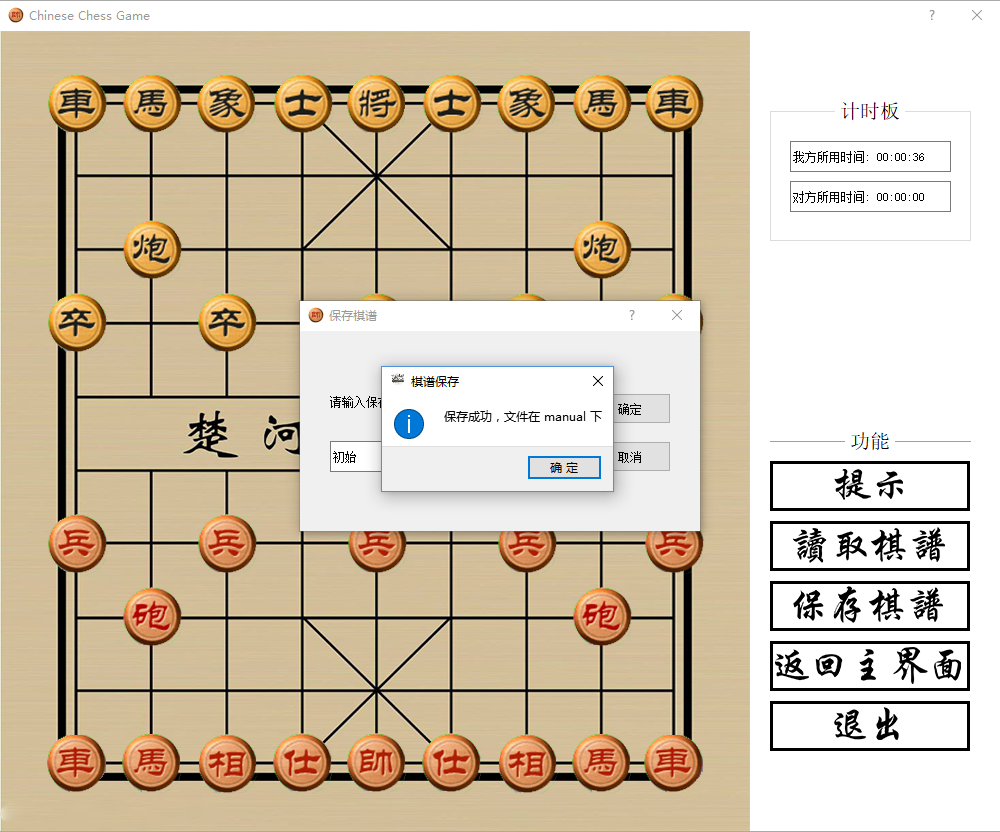 Chinese Chess Game
車 馬 象 士 將 士 象 馬 車
炮 炮
卒 卒
楚 河
兵 兵 兵 兵 兵
砲 砲
車 馬 相 仕 帥 仕 相 馬 車
保存棋谱
请输入保存
初始
确定
取消
棋谱保存
保存成功，文件在 manual 下
确 定
计时板
我方所用时间: 00:00:36
对方所用时间: 00:00:00
功能
提示
讀取棋譜
保存棋譜
返回主界面
退出